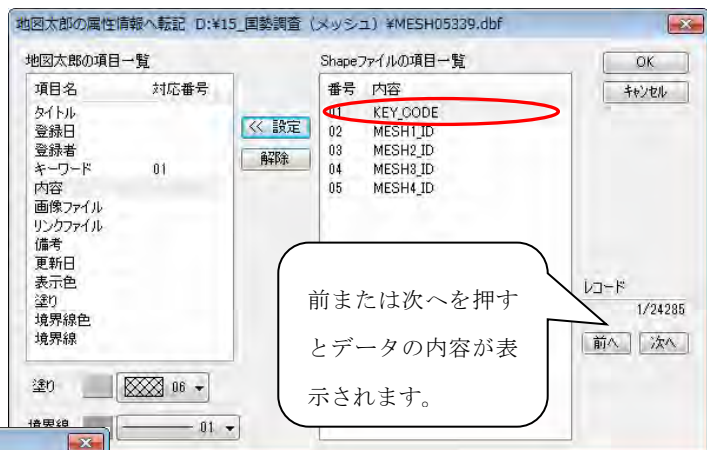 地図太郎の属性情報へ転記 D:¥15_国勢調査（メッシュ）¥MESH05339.dbf
地図太郎の項目一覧
項目名 対応番号
タイトル
登録日
登録者
キーワード 01
内容
画像ファイル
リンクファイル
備考
更新日
表示色
塗り
境界線色
境界線
<< 設定
解除
Shapeファイルの項目一覧
番号 内容
01 KEY_CODE
02 MESH1_ID
03 MESH2_ID
04 MESH3_ID
05 MESH4_ID
OK
キャンセル
前または次へを押す
とデータの内容が表
示されます。
レコード
1/24285
前へ 次へ
塗り 06
境界線 01